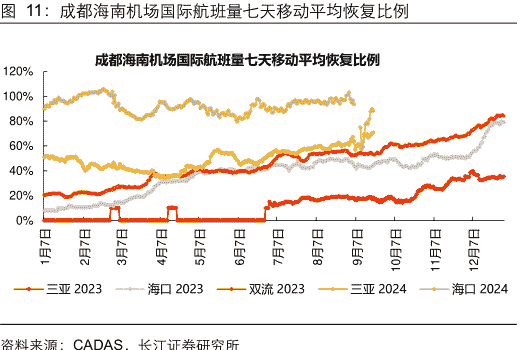 图 11：成都海南机场国际航班量七天移动平均恢复比例
成都海南机场国际航班量七天移动平均恢复比例
120%
100%
80%
60%
40%
20%
0%
1月7日 2月7日 3月7日 4月7日 5月7日 6月7日 7月7日 8月7日 9月7日 10月7日 11月7日 12月7日
三亚 2023 海口 2023 双流 2023 三亚 2024 海口 2024
资料来源：CADAS，长江证券研究所